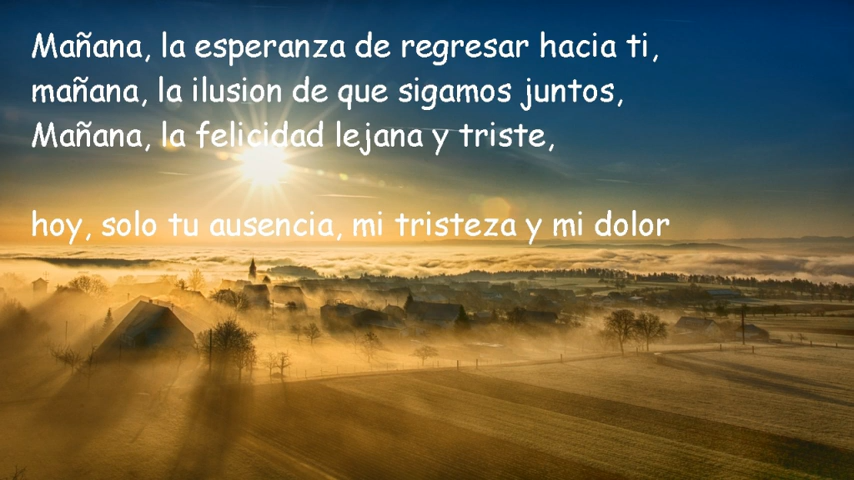 Mañana, la esperanza de regresar hacia ti,
mañana, la ilusion de que sigamos juntos,
Mañana, la felicidad lejana y triste,
hoy, solo tu ausencia, mi tristeza y mi dolor